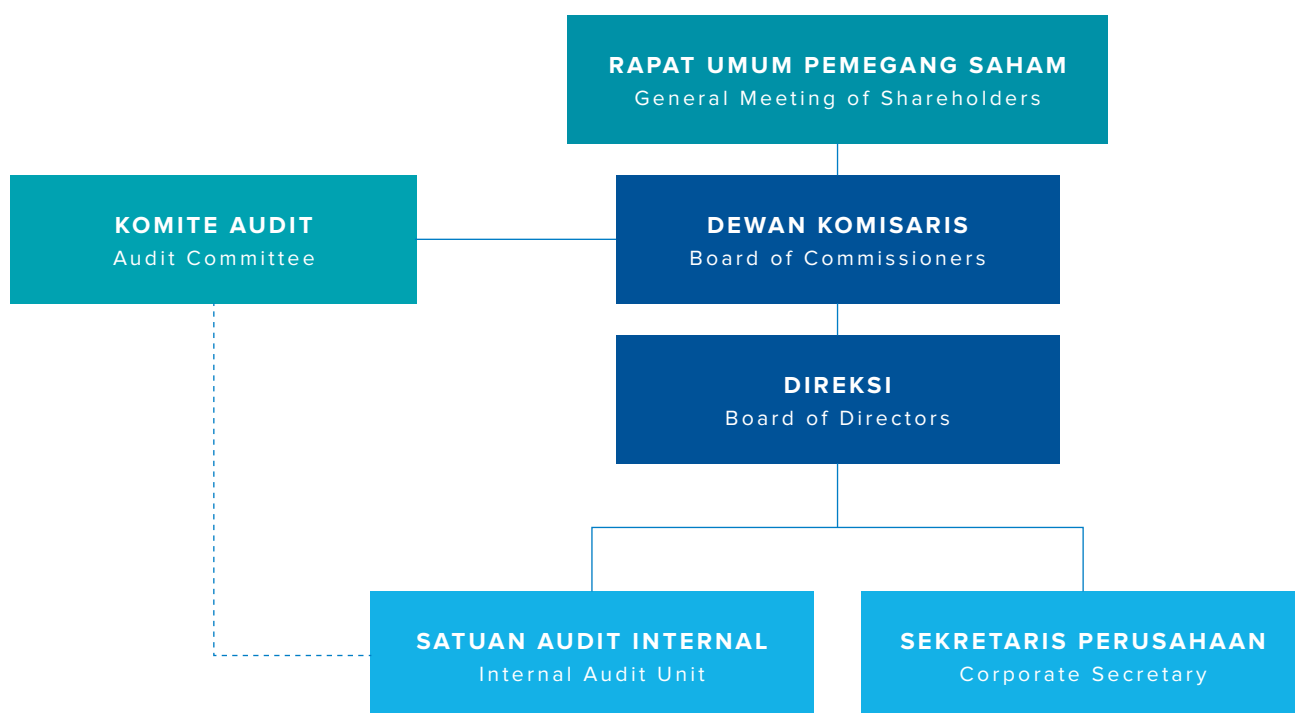 RAPAT UMUM PEMEGANG SAHAM
General Meeting of Shareholders
KOMITE AUDIT
Audit Committee
DEWAN KOMISARIS
Board of Commissioners
DIREKSI
Board of Directors
SATUAN AUDIT INTERNAL
Internal Audit Unit
SEKRETARIS PERUSAHAAN
Corporate Secretary